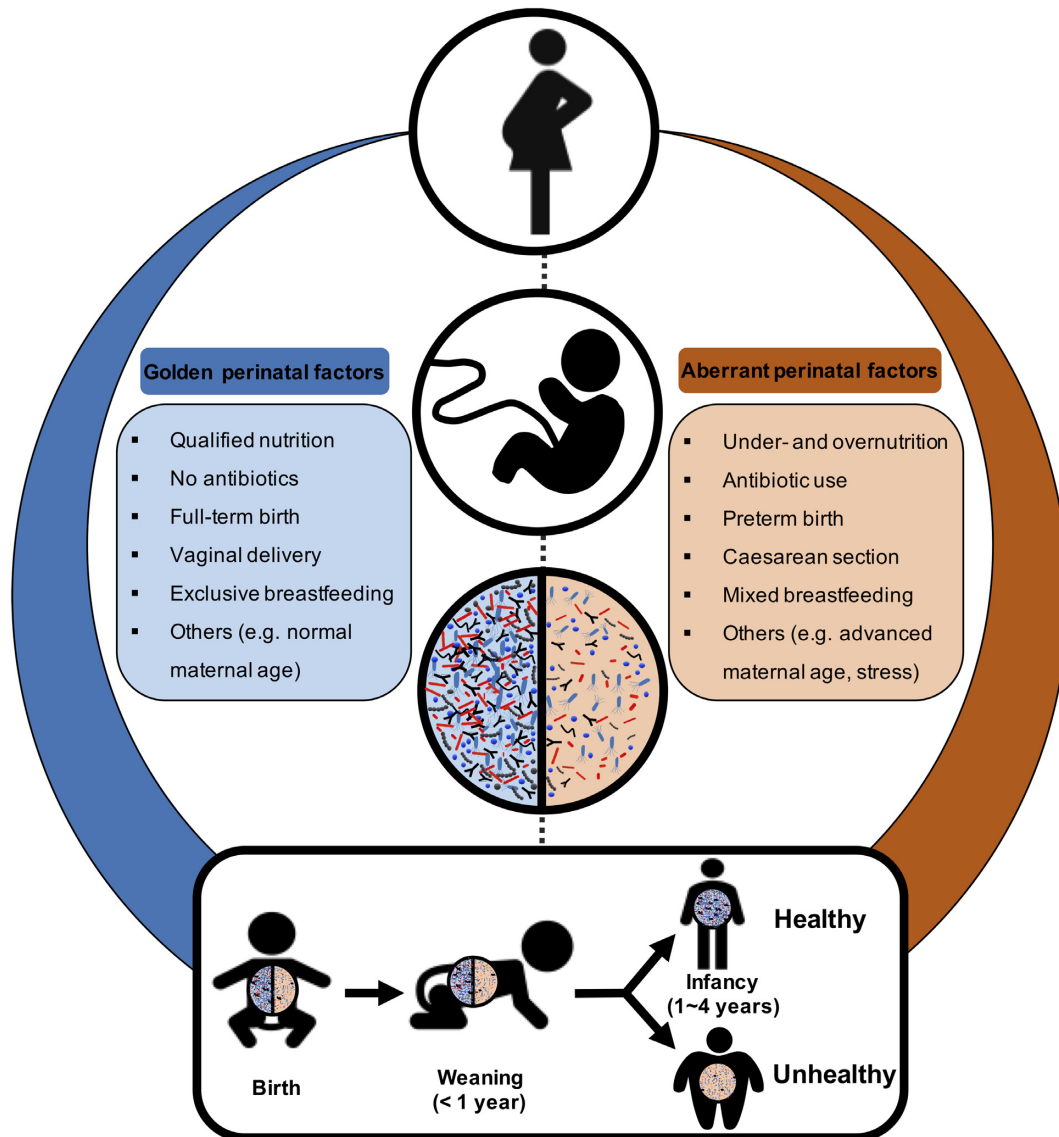 Golden perinatal factors
▪ Qualified nutrition
▪ No antibiotics
▪ Full-term birth
▪ Vaginal delivery
▪ Exclusive breastfeeding
▪ Others (e.g. normal
maternal age)
Aberrant perinatal factors
▪ Under- and overnutrition
▪ Antibiotic use
▪ Preterm birth
▪ Caesarean section
▪ Mixed breastfeeding
▪ Others (e.g. advanced
maternal age, stress)
Birth
Weaning
(< 1 year)
Healthy
Infancy
(1~4 years)
Unhealthy